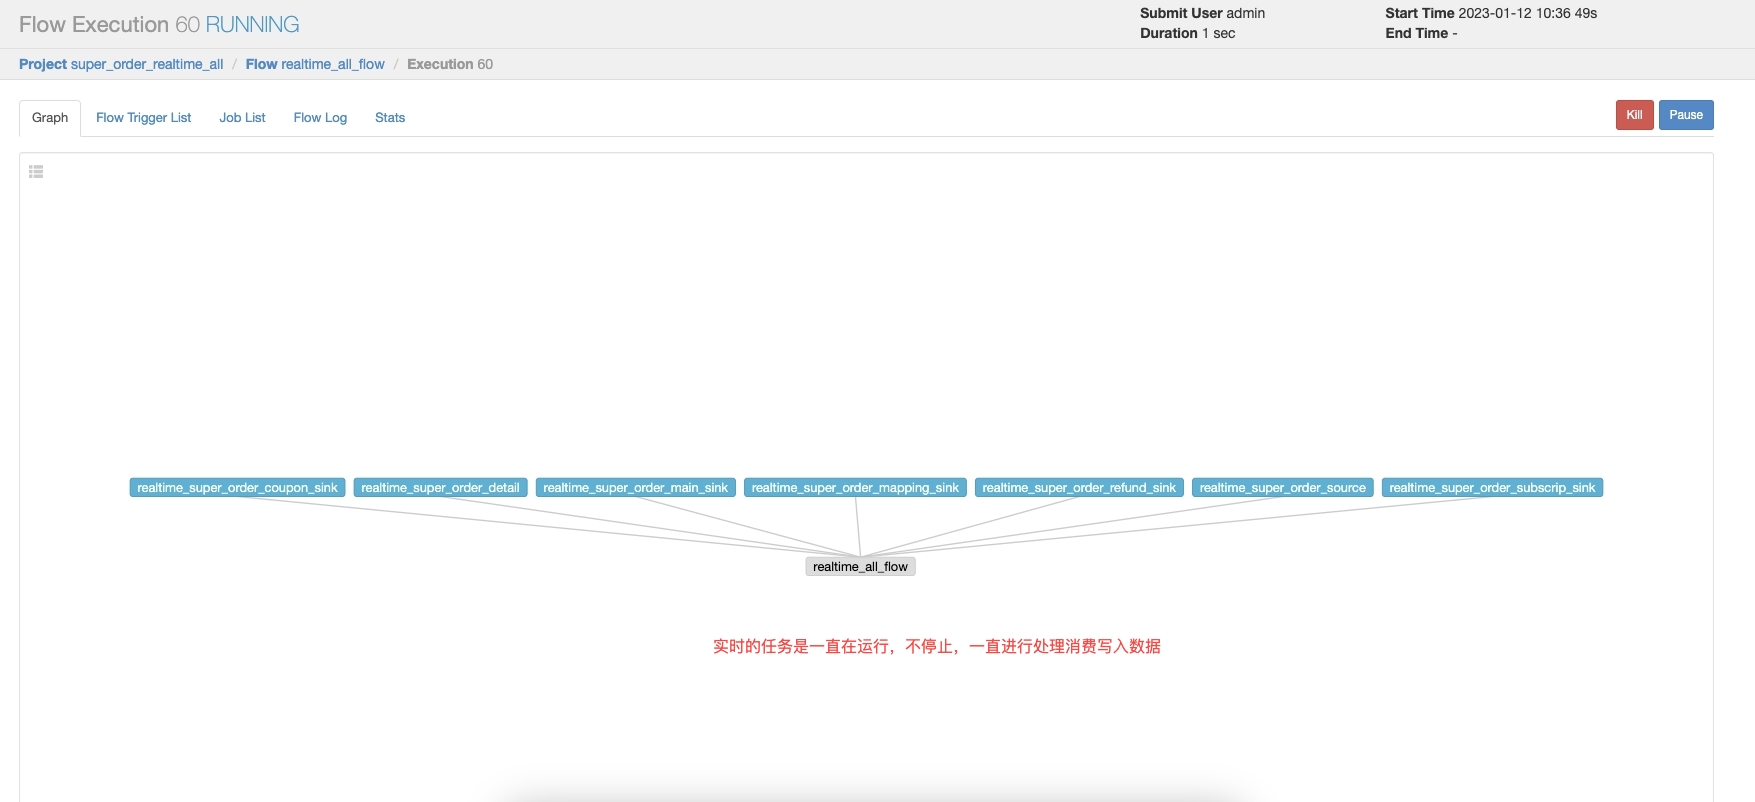 Flow Execution 60 RUNNING
Submit User admin
Duration 1 sec
Start Time 2023-01-12 10:36 49s
End Time -
Project super_order_realtime_all / Flow realtime_all_flow / Execution 60
Graph Flow Trigger List Job List Flow Log Stats
Kill Pause
realtime_super_order_coupon_sink realtime_super_order_detail realtime_super_order_main_sink realtime_super_order_mapping_sink realtime_super_order_refund_sink realtime_super_order_source realtime_super_order_subscrip_sink
realtime_all_flow
实时的任务是一直在运行，不停止，一直进行处理消费写入数据